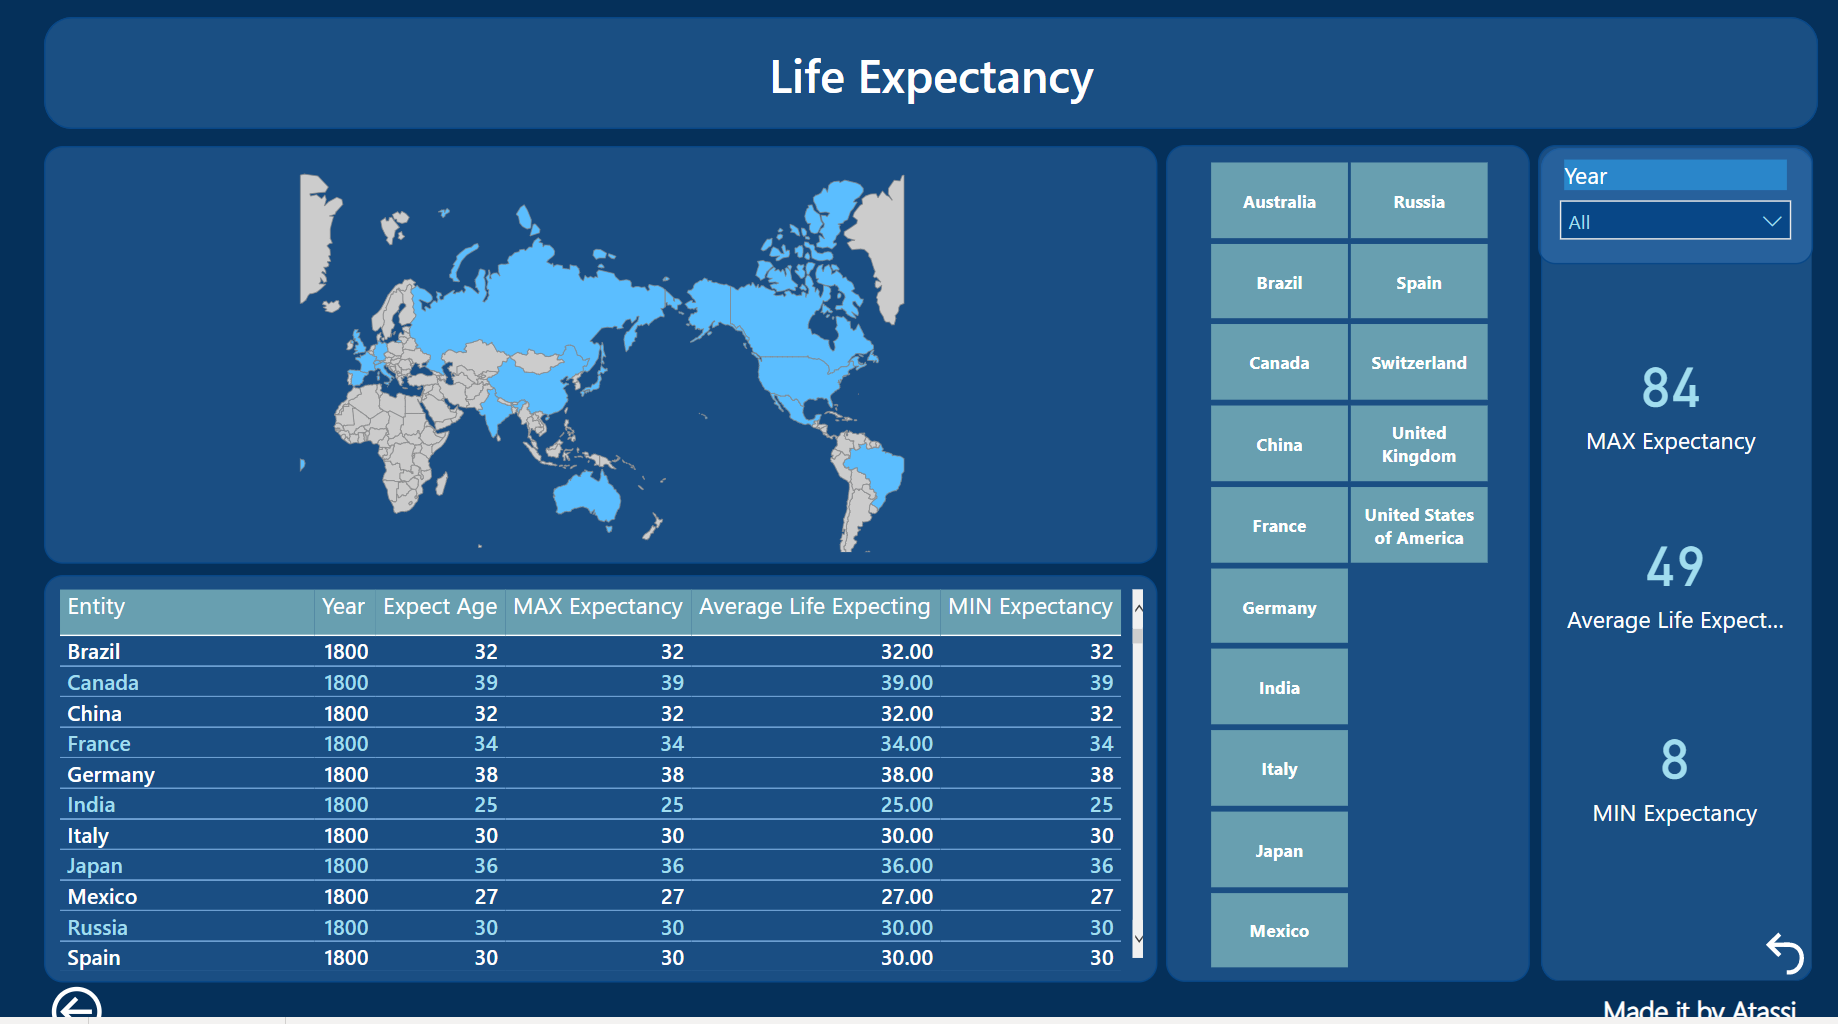 Life Expectancy
Australia
Russia
Brazil
Spain
Canada
Switzerland
China
United
Kingdom
France
United States
of America
Germany
India
Italy
Japan
Mexico
Year
All
84
MAX Expectancy
49
Average Life Expect...
8
MIN Expectancy
Entity Year Expect Age MAX Expectancy Average Life Expecting MIN Expectancy
Brazil 1800 32 32 32.00 32
Canada 1800 39 39 39.00 39
China 1800 32 32 32.00 32
France 1800 34 34 34.00 34
Germany 1800 38 38 38.00 38
India 1800 25 25 25.00 25
Italy 1800 30 30 30.00 30
Japan 1800 36 36 36.00 36
Mexico 1800 27 27 27.00 27
Russia 1800 30 30 30.00 30
Spain 1800 30 30 30.00 30
Made it by Atassi